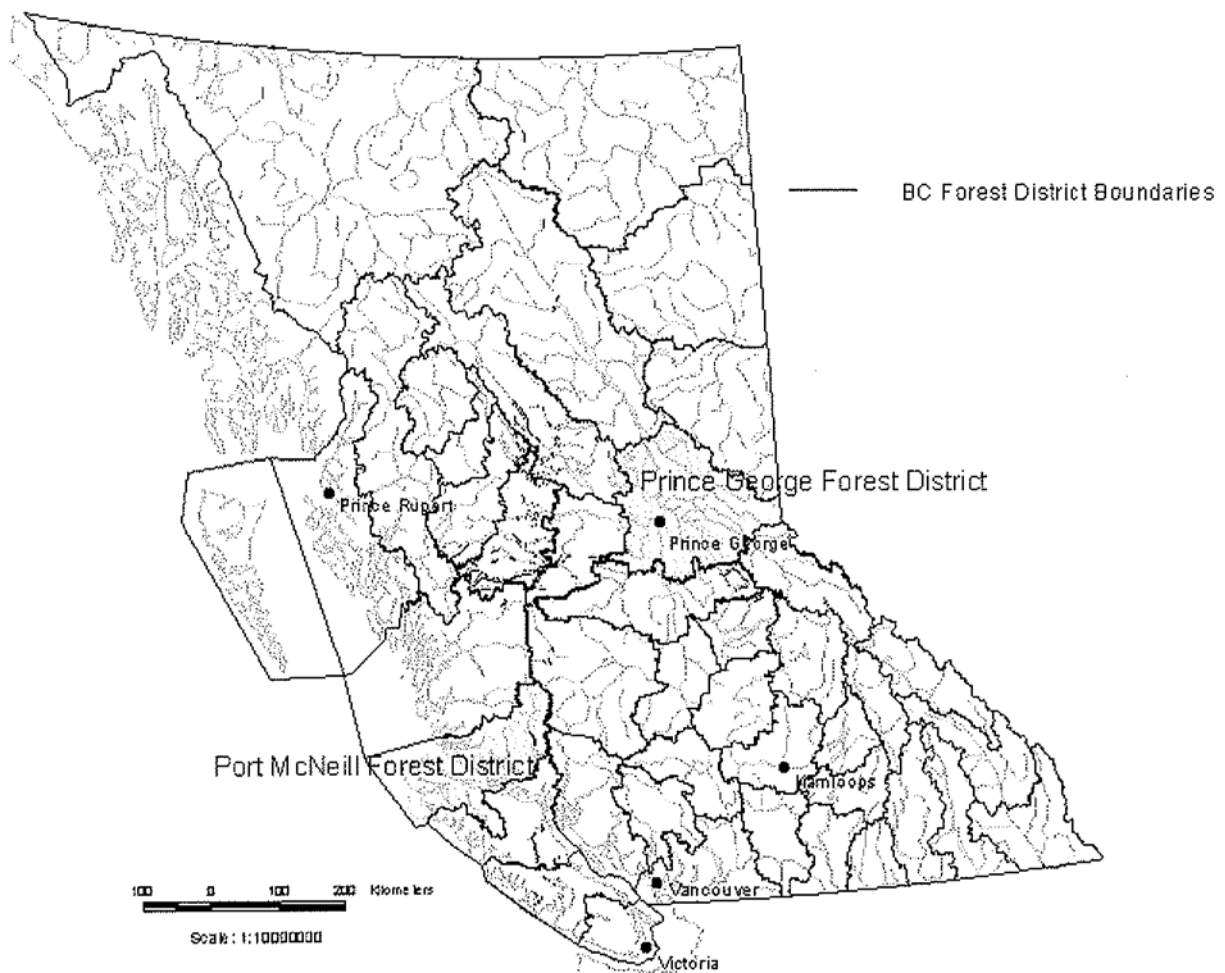 BC Forest District Boundaries
Prince George Forest District
Prince Rupert
Prince George
Port McNeill Forest District
Kamloops
Vancouver
100 0 100 200 Kilometers
Scale: 1:10000000
Victoria